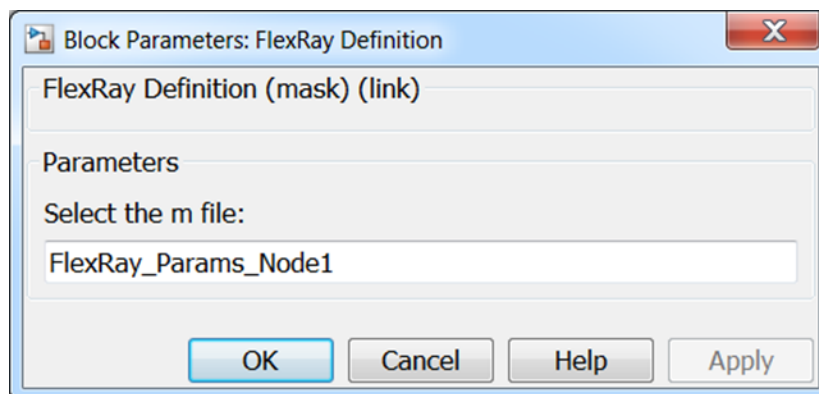 Block Parameters: FlexRay Definition
FlexRay Definition (mask) (link)
Parameters
Select the m file:
FlexRay_Params_Node1
OK Cancel Help Apply